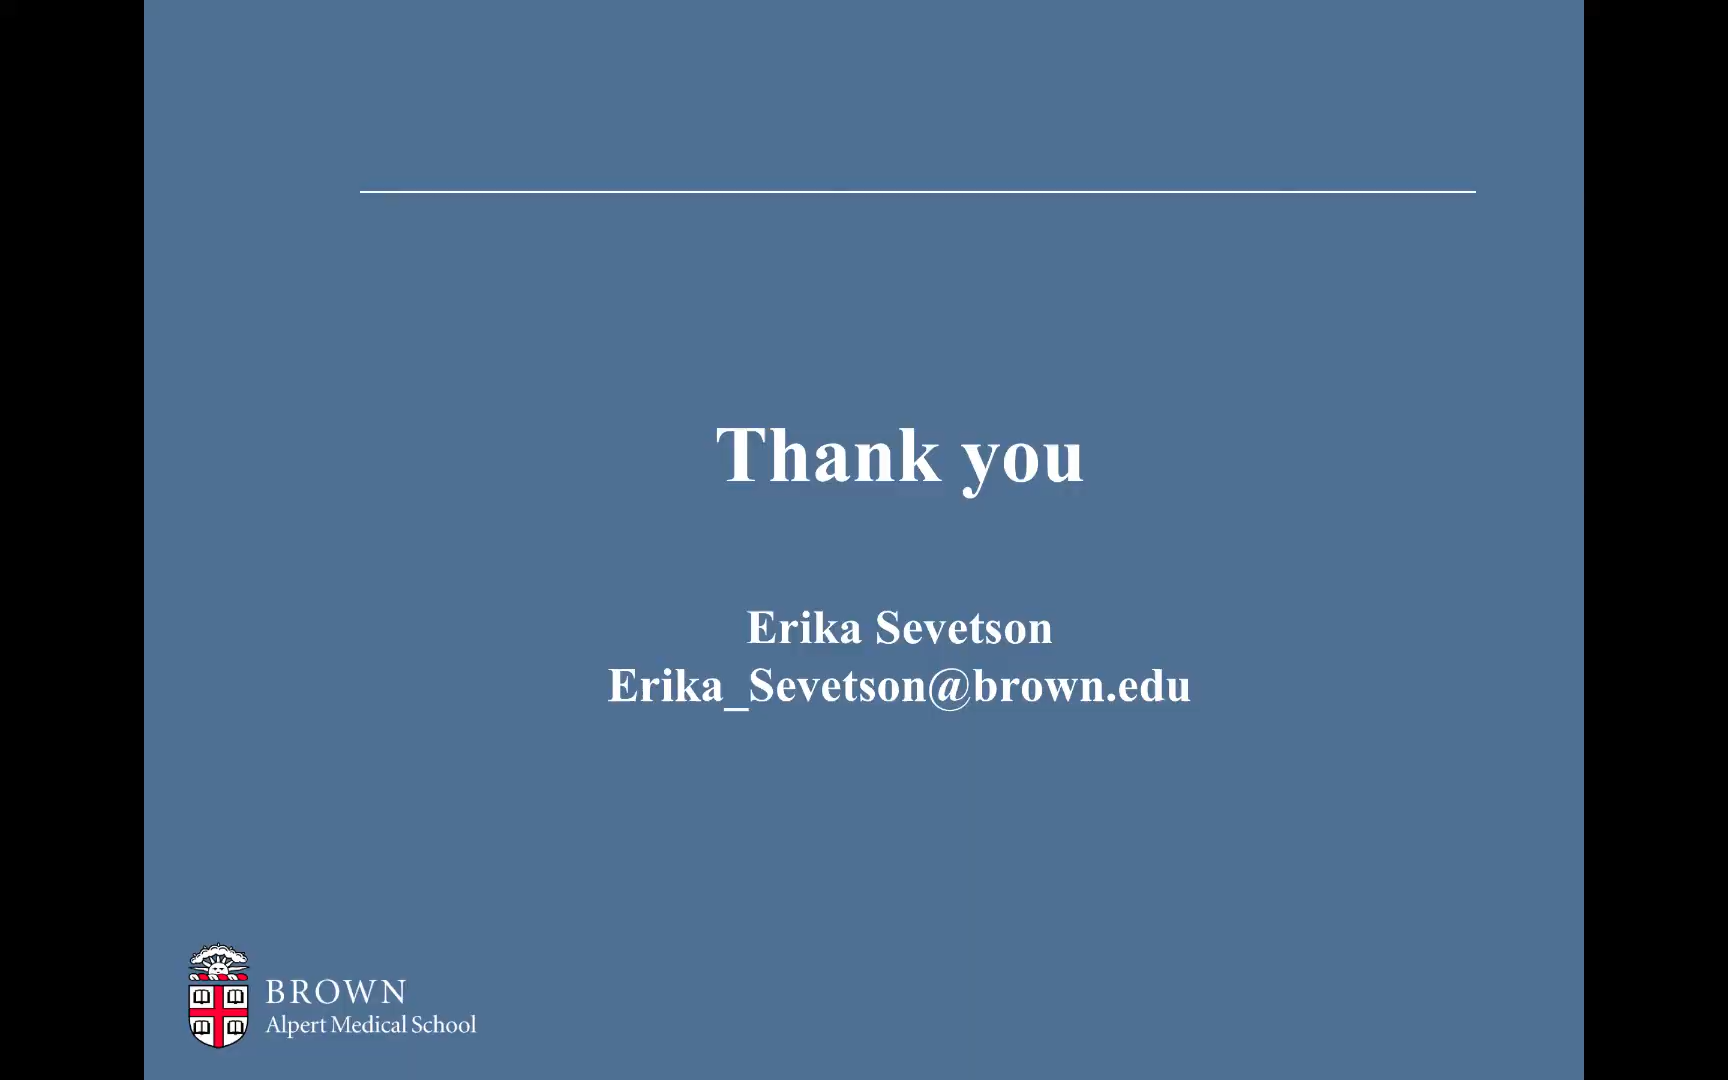 Thank you
Erika Sevetson
Erika_Sevetson@brown.edu
BROWN
Alpert Medical School